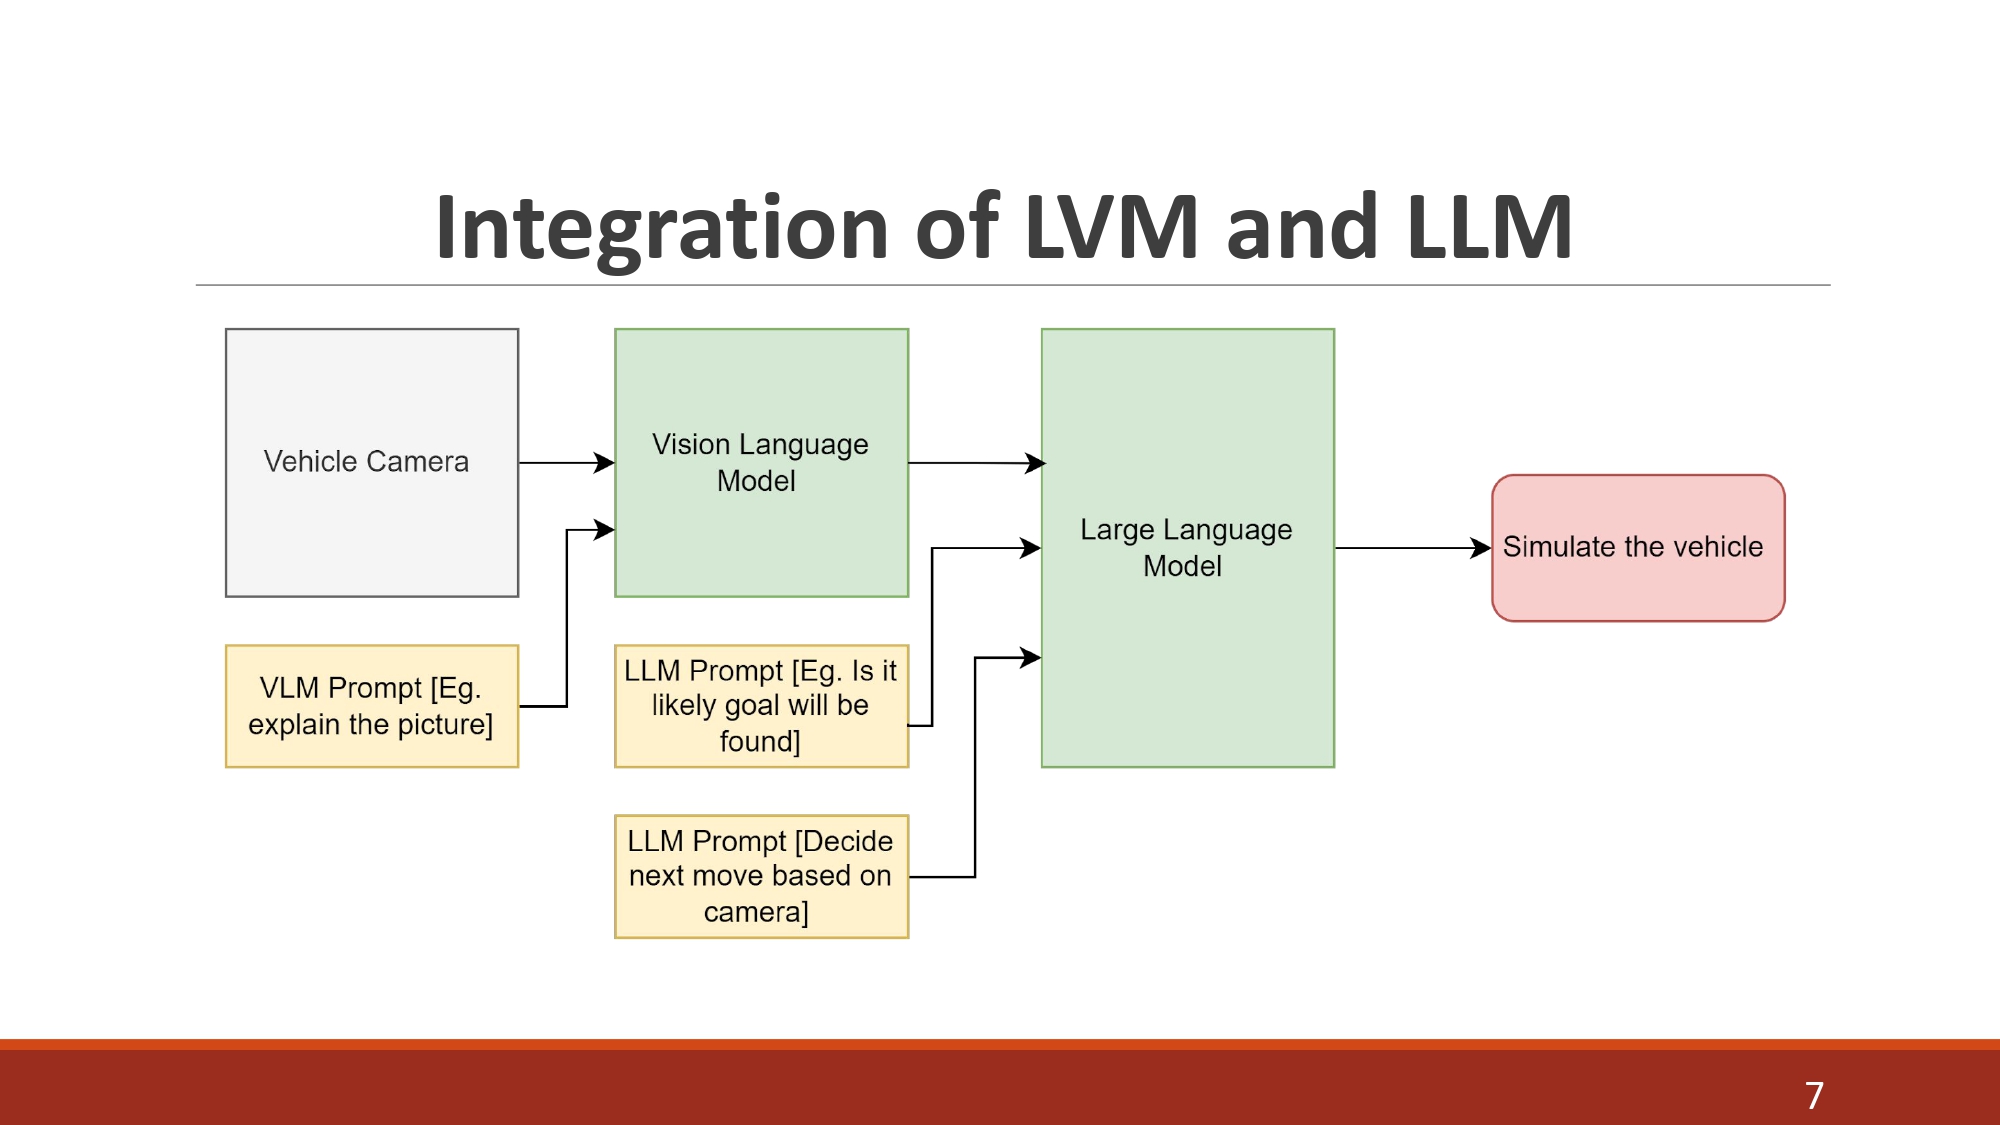 Integration of LVM and LLM
Vehicle Camera
Vision Language
Model
Large Language
Model
Simulate the vehicle
VLM Prompt [Eg.
explain the picture]
LLM Prompt [Eg. Is it
likely goal will be
found]
LLM Prompt [Decide
next move based on
camera]
7